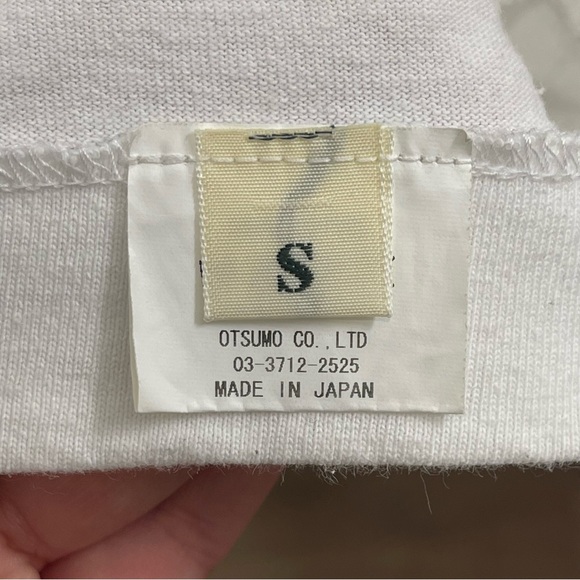 S
OTSUMO CO.,LTD
03-3712-2525
MADE IN JAPAN